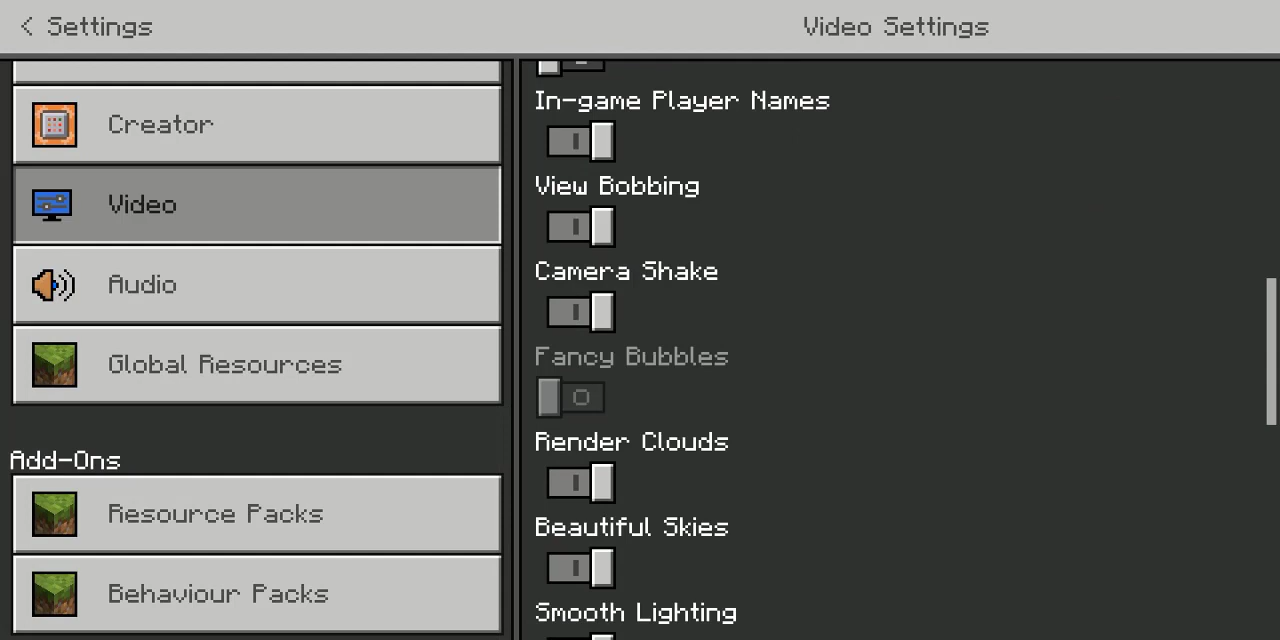 Settings
Video Settings
Creator
Video
Audio
Global Resources
Add-Ons
Resource Packs
Behaviour Packs
In-game Player Names
View Bobbing
Camera Shake
Fancy Bubbles
Render Clouds
Beautiful Skies
Smooth Lighting